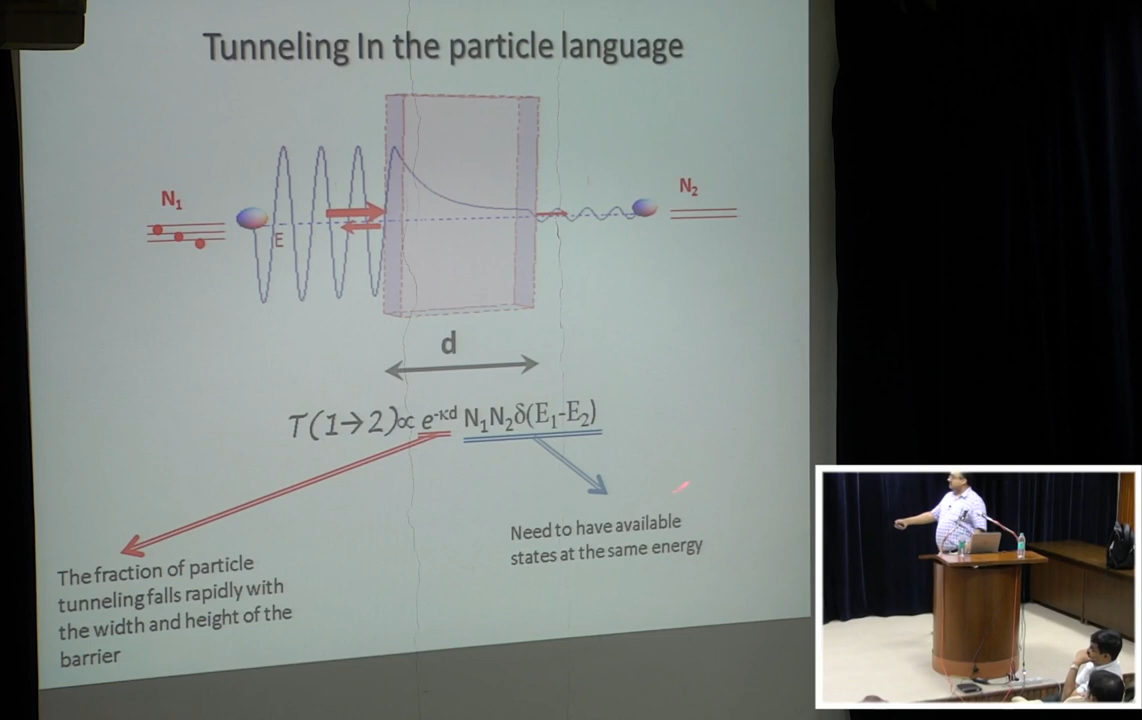 Tunneling In the particle language
N₁
N₂
E
d
T(1→2)∝ e⁻ᵏᵈ N₁N₂δ(E₁-E₂)
Need to have available
states at the same energy
The fraction of particle
tunneling falls rapidly with
the width and height of the
barrier